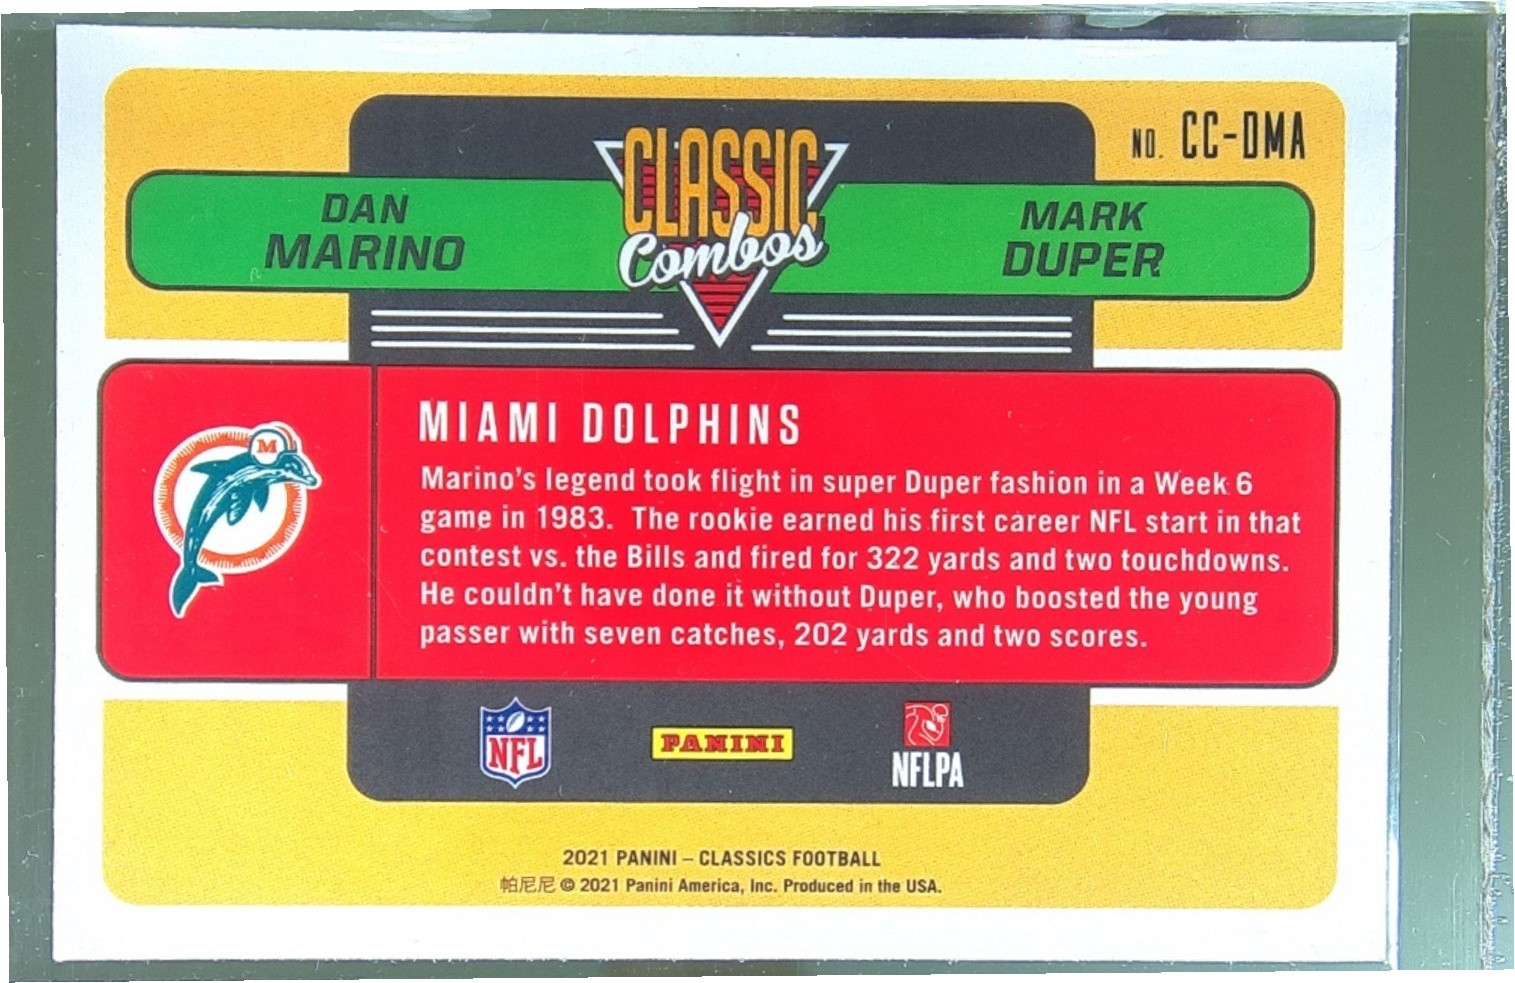 NO. CC-DMA
CLASSIC
Combos
DAN
MARINO
MARK
DUPER
M
MIAMI DOLPHINS
Marino's legend took flight in super Duper fashion in a Week 6
game in 1983. The rookie earned his first career NFL start in that
contest vs. the Bills and fired for 322 yards and two touchdowns.
He couldn't have done it without Duper, who boosted the young
passer with seven catches, 202 yards and two scores.
NFL
PANINI
NFLPA
2021 PANINI – CLASSICS FOOTBALL
帕尼尼 © 2021 Panini America, Inc. Produced in the USA.